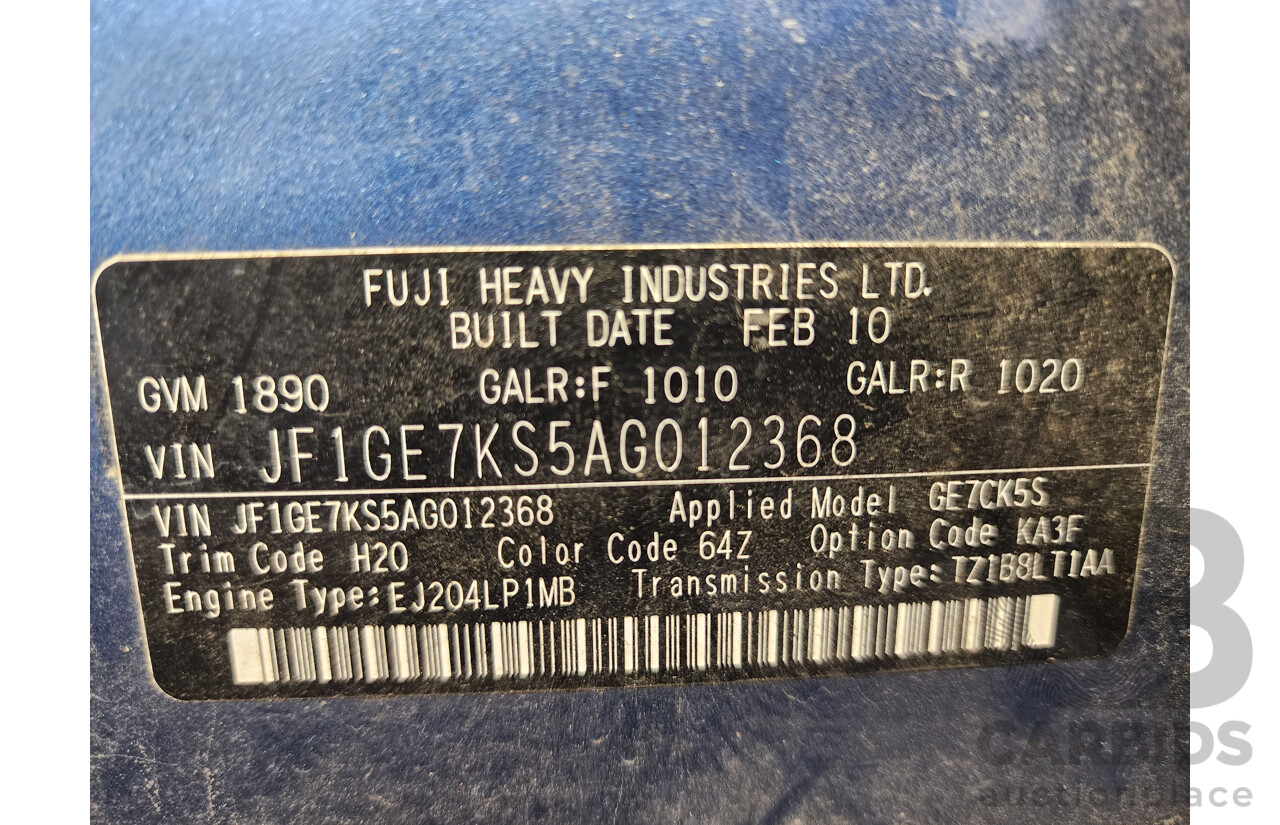 FUJI HEAVY INDUSTRIES LTD.
BUILT DATE FEB 10
GVM 1890 GALR:F 1010 GALR:R 1020
VIN JF1GE7KS5AG012368
VIN JF1GE7KS5AG012368 Applied Model GE7CK5S
Trim Code H20 Color Code 64Z Option Code KA3F
Engine Type:EJ204LP1MB Transmission Type:TZ1B8LT1AA
CARBIDS
auctionplace